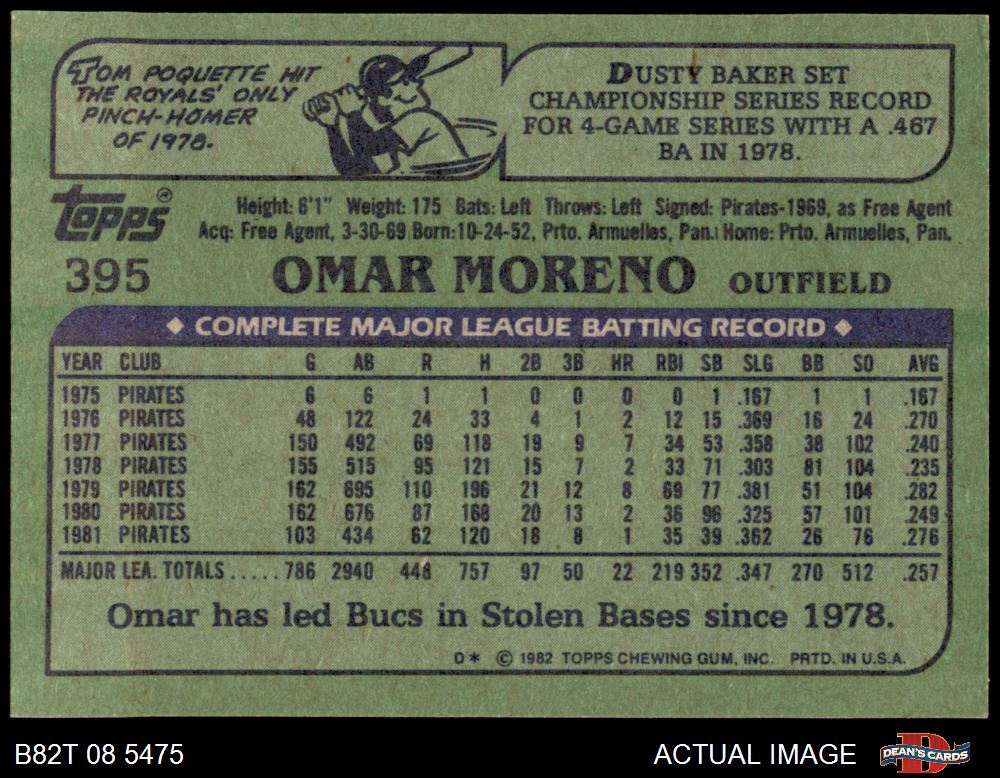 TOM POQUETTE HIT
THE ROYALS' ONLY
PINCH-HOMER
OF 1978.
DUSTY BAKER SET
CHAMPIONSHIP SERIES RECORD
FOR 4-GAME SERIES WITH A .467
BA IN 1978.
Topps®
Height: 6'1" Weight: 175 Bats: Left Throws: Left Signed: Pirates-1969, as Free Agent
Acq: Free Agent, 3-30-69 Born: 10-24-52, Prto. Armuelles, Pan. Home: Prto. Armuelles, Pan.
395 OMAR MORENO OUTFIELD
◆ COMPLETE MAJOR LEAGUE BATTING RECORD ◆
YEAR CLUB G AB R H 2B 3B HR RBI SB SLG BB SO AVG
1975 PIRATES 6 6 1 1 0 0 0 0 1 .167 1 1 .167
1976 PIRATES 48 122 24 33 4 1 2 12 15 .369 16 24 .270
1977 PIRATES 150 492 69 118 19 9 7 34 53 .358 38 102 .240
1978 PIRATES 155 515 95 121 15 7 2 33 71 .303 81 104 .235
1979 PIRATES 162 695 110 196 21 12 8 69 77 .381 51 104 .282
1980 PIRATES 162 676 87 168 20 13 2 36 96 .325 57 101 .249
1981 PIRATES 103 434 62 120 18 8 1 35 39 .362 26 76 .276
MAJOR LEA. TOTALS.....786 2940 448 757 97 50 22 219 352 .347 270 512 .257
Omar has led Bucs in Stolen Bases since 1978.
D* © 1982 TOPPS CHEWING GUM, INC. PRTD. IN U.S.A.
B82T 08 5475 ACTUAL IMAGE DEAN'S CARDS